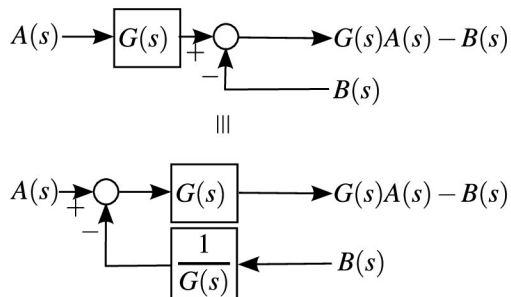 A(s) G(s) + G(s)A(s) − B(s)
−
B(s)
≡
A(s) + G(s) G(s)A(s) − B(s)
−
1/G(s) B(s)